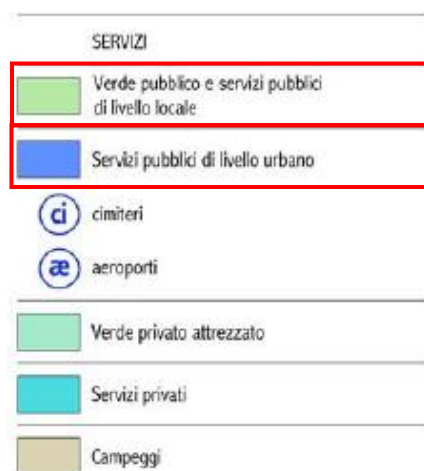 SERVIZI
Verde pubblico e servizi pubblici
di livello locale
Servizi pubblici di livello urbano
ci cimiteri
æ aeroporti
Verde privato attrezzato
Servizi privati
Campeggi